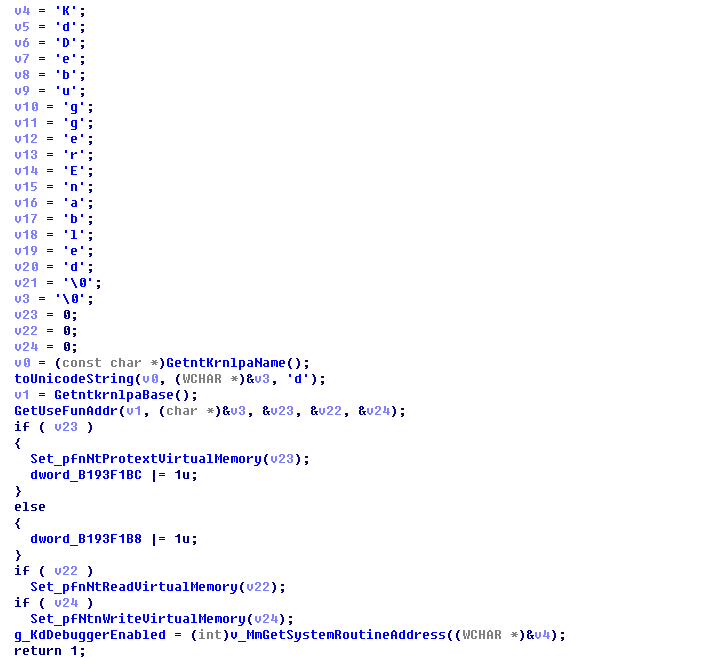 v4 = 'K';
v5 = 'd';
v6 = 'D';
v7 = 'e';
v8 = 'b';
v9 = 'u';
v10 = 'g';
v11 = 'g';
v12 = 'e';
v13 = 'r';
v14 = 'E';
v15 = 'n';
v16 = 'a';
v17 = 'b';
v18 = 'l';
v19 = 'e';
v20 = 'd';
v21 = '\0';
v3 = '\0';
v23 = 0;
v22 = 0;
v24 = 0;
v0 = (const char *)GetntKrnlpaName();
toUnicodeString(v0, (WCHAR *)&v3, 'd');
v1 = GetntkrnlpaBase();
GetUseFunAddr(v1, (char *)&v3, &v23, &v22, &v24);
if ( v23 )
{
  Set_pfnNtProtextVirtualMemory(v23);
  dword_B193F1BC |= 1u;
}
else
{
  dword_B193F1B8 |= 1u;
}
if ( v22 )
  Set_pfnNtReadVirtualMemory(v22);
if ( v24 )
  Set_pfNtnWriteVirtualMemory(v24);
g_KdDebuggerEnabled = (int)v_MmGetSystemRoutineAddress((WCHAR *)&v4);
return 1;